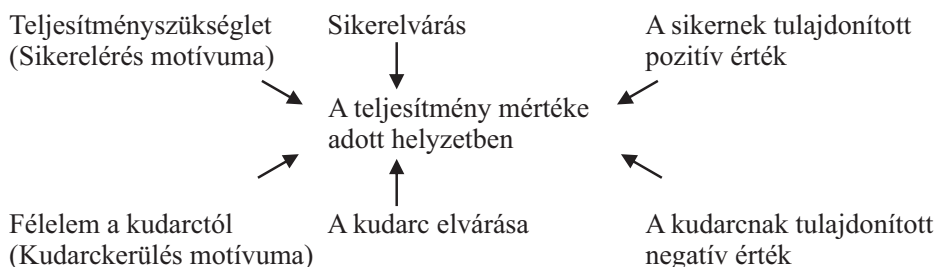 Teljesítményszükséglet
(Sikerelérés motívuma)
Sikerelvárás
A sikernek tulajdonított
pozitív érték
A teljesítmény mértéke
adott helyzetben
Félelem a kudarctól
(Kudarckerülés motívuma)
A kudarc elvárása
A kudarcnak tulajdonított
negatív érték